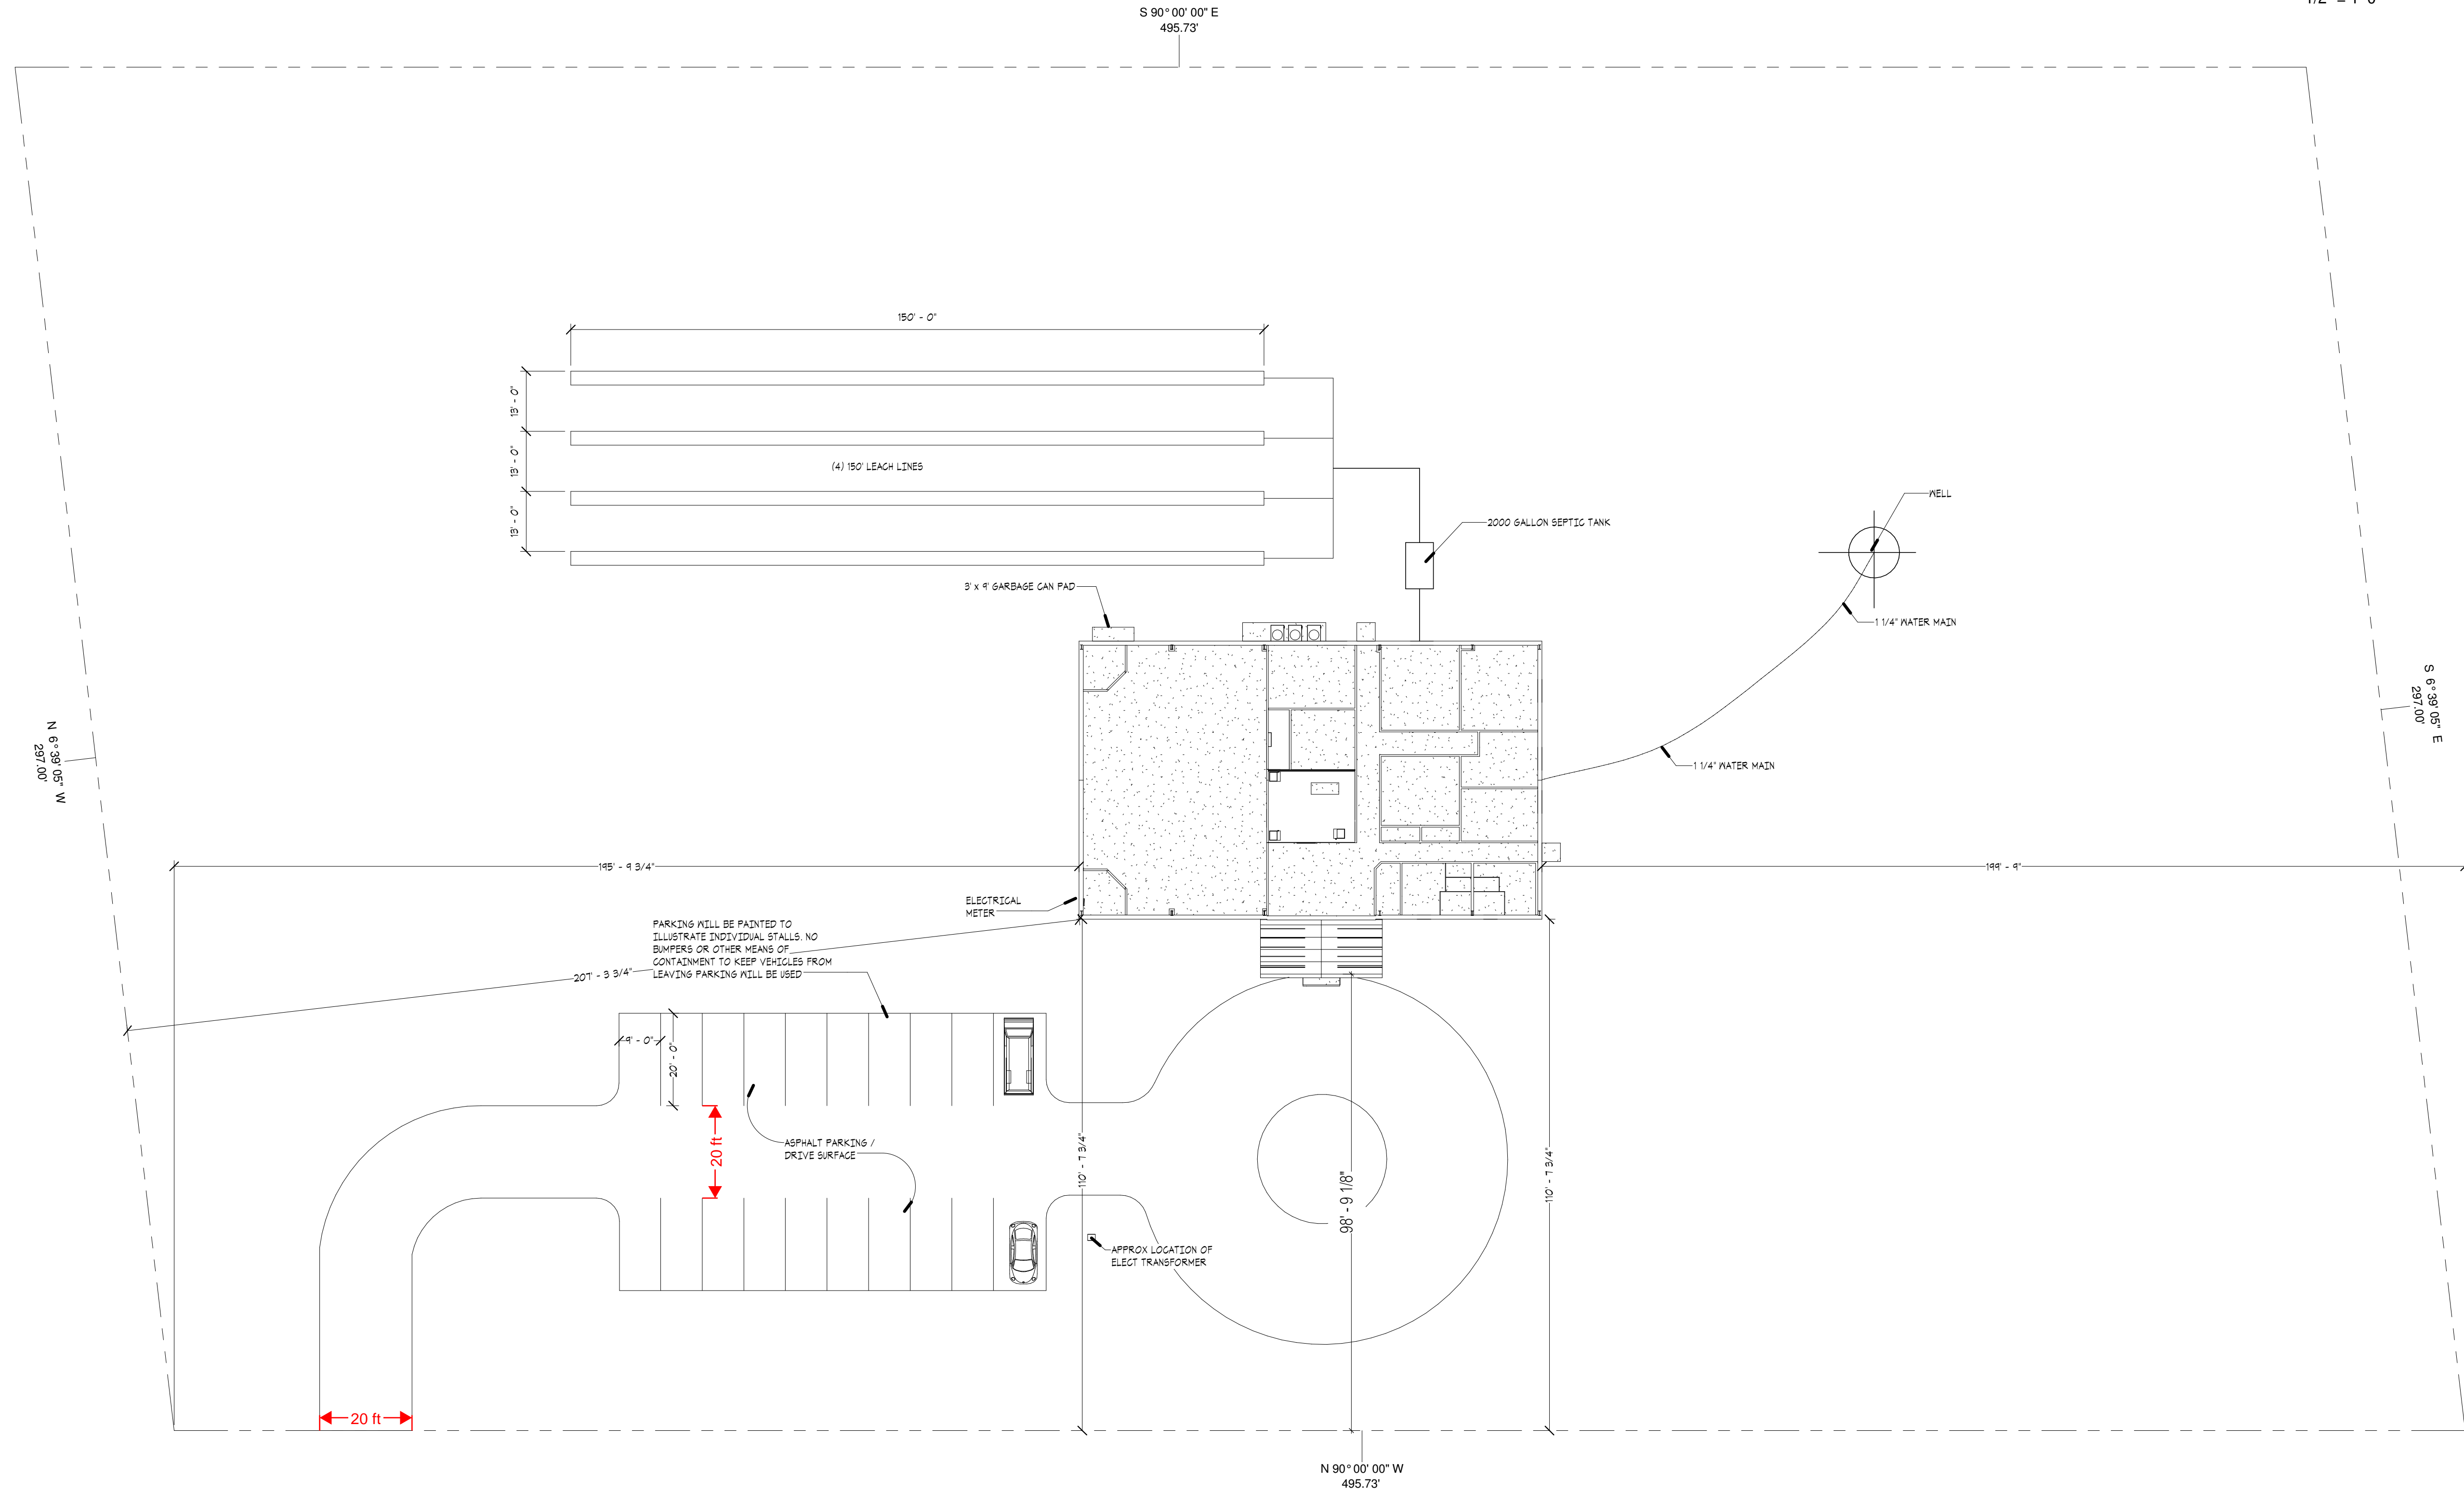 S 90° 00' 00" E
495.73'
150' - 0"
13' - 0"
13' - 0"
13' - 0"
(4) 150' LEACH LINES
WELL
2000 GALLON SEPTIC TANK
3' x 9' GARBAGE CAN PAD
1 1/4" WATER MAIN
1 1/4" WATER MAIN
S 6° 39' 05" E
297.00'
N 6° 39' 05" W
297.00'
195' - 9 3/4"
199' - 9"
ELECTRICAL
METER
PARKING WILL BE PAINTED TO
ILLUSTRATE INDIVIDUAL STALLS. NO
BUMPERS OR OTHER MEANS OF
CONTAINMENT TO KEEP VEHICLES FROM
LEAVING PARKING WILL BE USED
207' - 3 3/4"
9' - 0"
20' - 0"
20 ft
ASPHALT PARKING /
DRIVE SURFACE
110' - 7 3/4"
98' - 9 1/8"
110' - 7 3/4"
APPROX LOCATION OF
ELECT TRANSFORMER
20 ft
N 90° 00' 00" W
495.73'